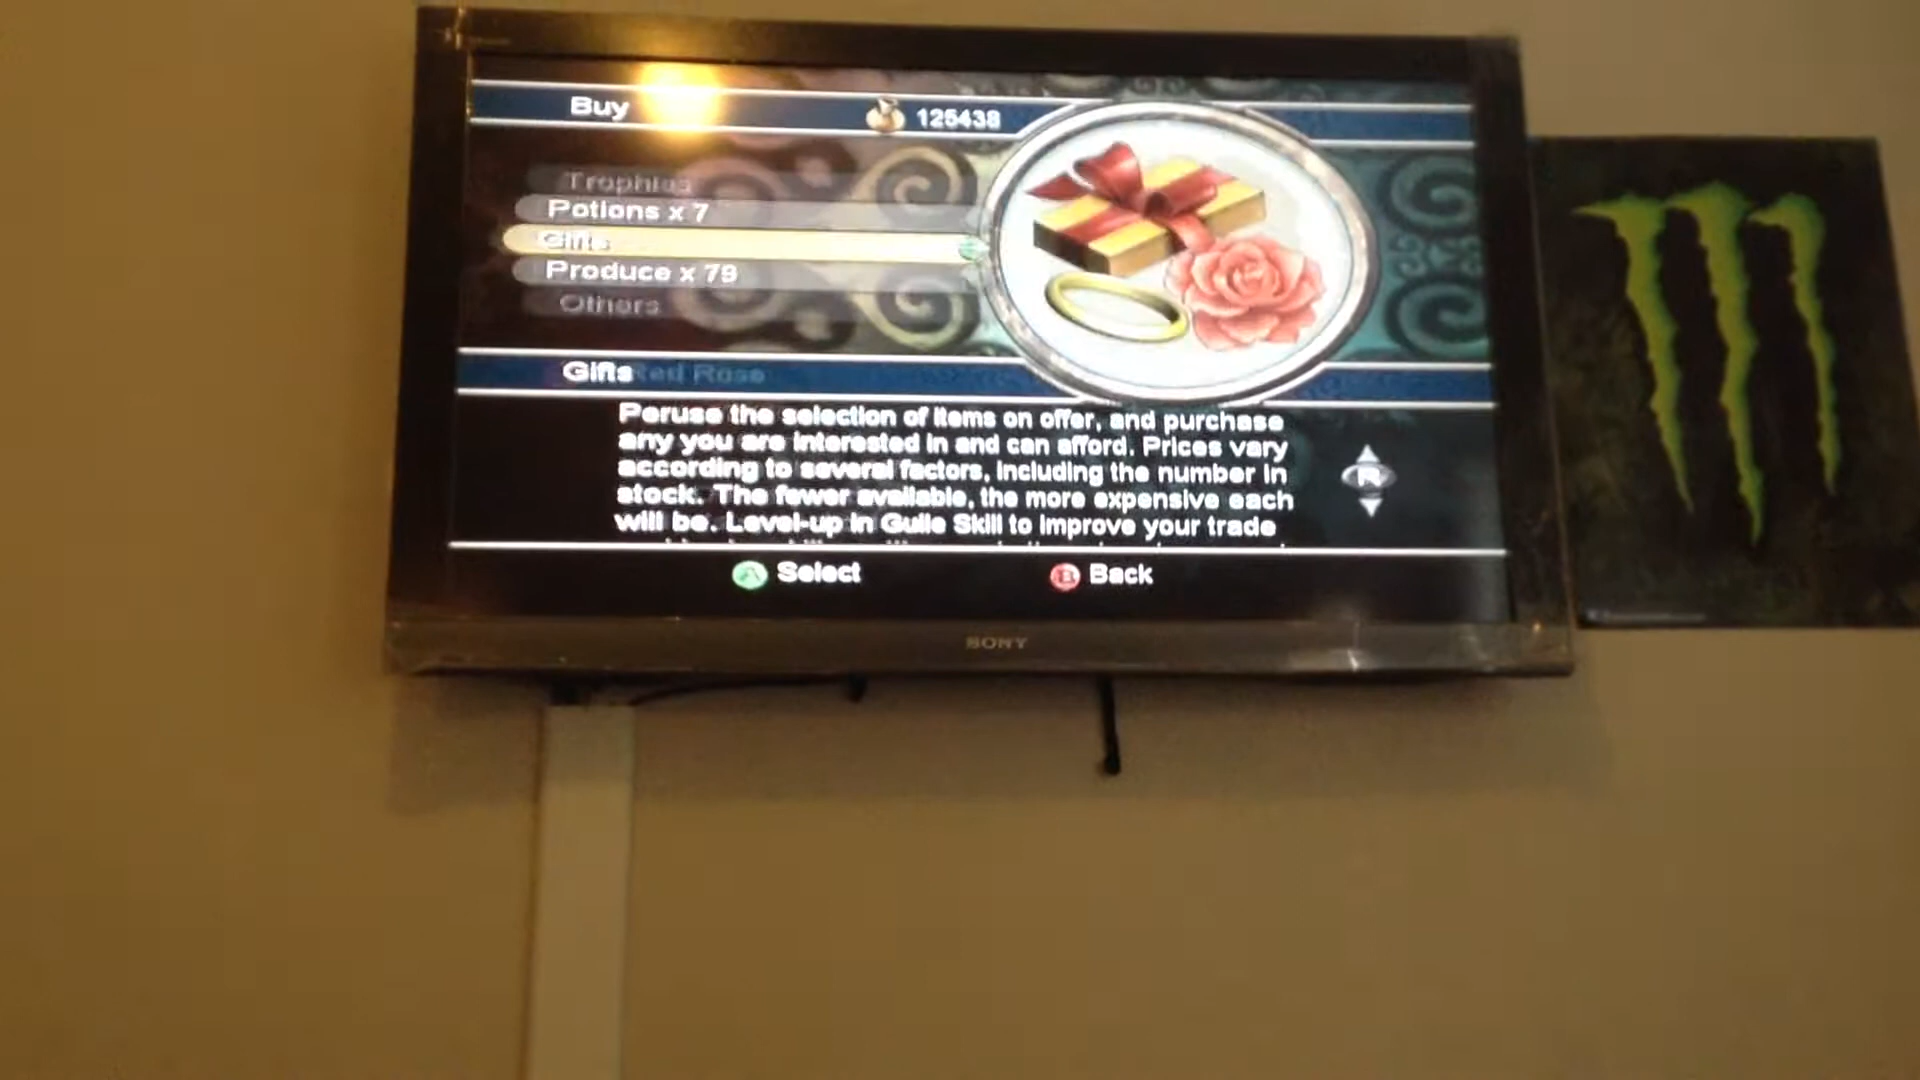 Buy
125438
Trophies
Potions x 7
Gifts
Produce x 79
Others
Gifts Red Rose
Peruse the selection of items on offer, and purchase
any you are interested in and can afford. Prices vary
according to several factors, including the number in
stock. The fewer available, the more expensive each
will be. Level-up in Guile Skill to improve your trade
R
A Select
B Back
SONY